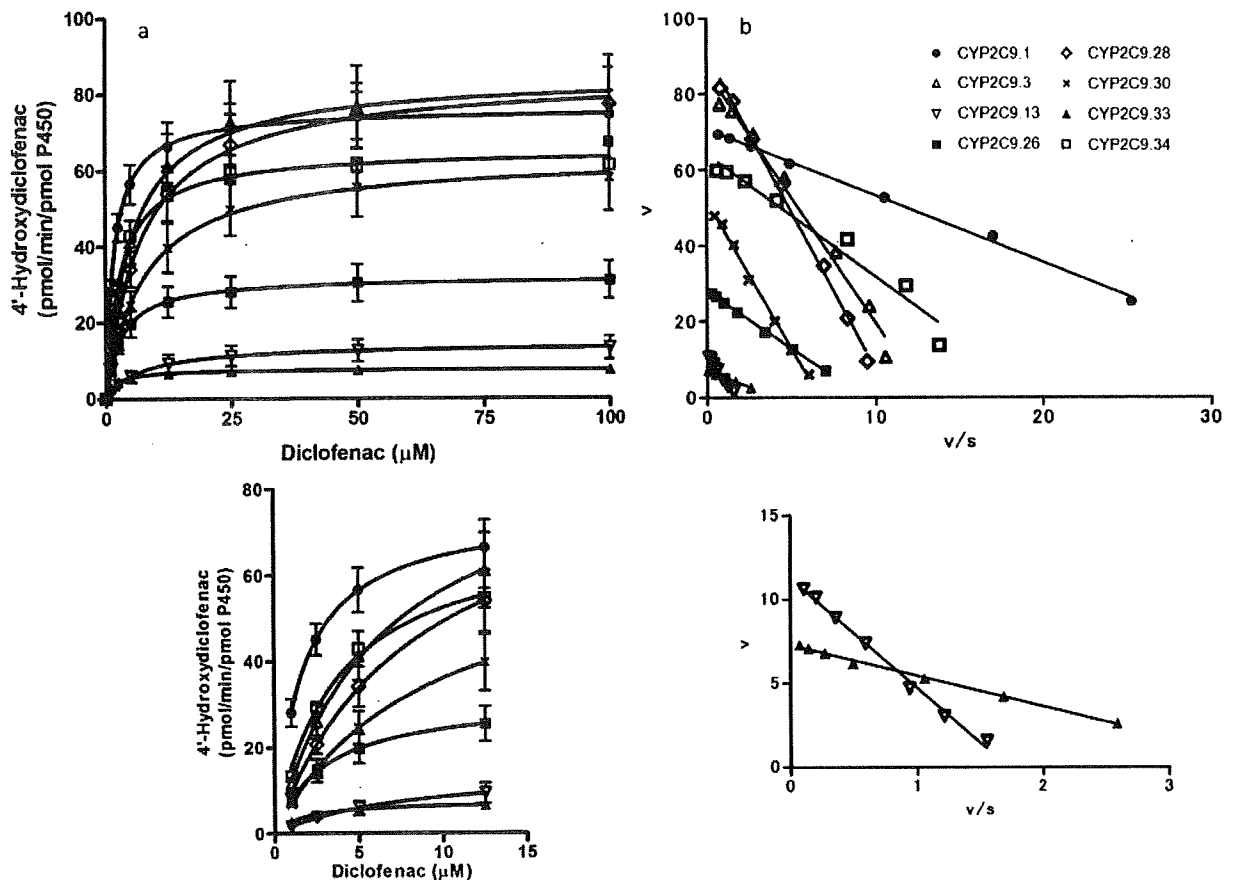 a
100
80
60
40
20
0
4'-Hydroxydiclofenac
(pmol/min/pmol P450)
0
25
50
75
100
Diclofenac (μM)
b
100
80
60
40
20
0
v
0
10
20
30
v/s
CYP2C9.1
CYP2C9.3
CYP2C9.13
CYP2C9.26
CYP2C9.28
CYP2C9.30
CYP2C9.33
CYP2C9.34
80
60
40
20
0
4'-Hydroxydiclofenac
(pmol/min/pmol P450)
0
5
10
15
Diclofenac (μM)
15
10
5
0
v
0
1
2
3
v/s